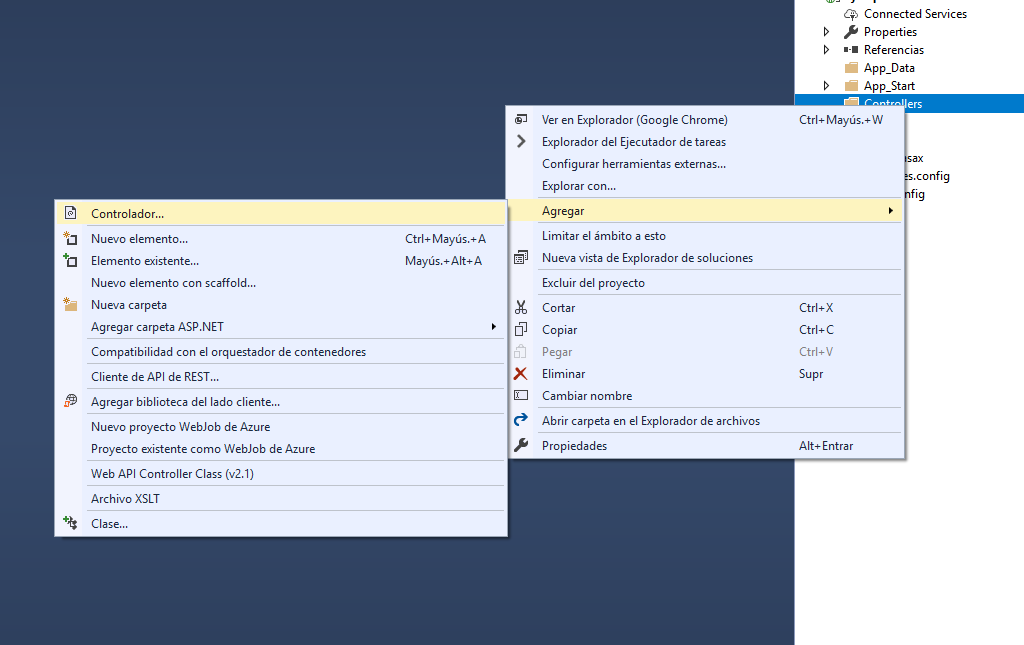 Connected Services
Properties
Referencias
App_Data
App_Start
Controllers
Ver en Explorador (Google Chrome) Ctrl+Mayús.+W
Explorador del Ejecutador de tareas
Configurar herramientas externas...
Explorar con...
Agregar
Limitar el ámbito a esto
Nueva vista de Explorador de soluciones
Excluir del proyecto
Cortar Ctrl+X
Copiar Ctrl+C
Pegar Ctrl+V
Eliminar Supr
Cambiar nombre
Abrir carpeta en el Explorador de archivos
Propiedades Alt+Entrar
Controlador...
Nuevo elemento... Ctrl+Mayús.+A
Elemento existente... Mayús.+Alt+A
Nuevo elemento con scaffold...
Nueva carpeta
Agregar carpeta ASP.NET
Compatibilidad con el orquestador de contenedores
Cliente de API de REST...
Agregar biblioteca del lado cliente...
Nuevo proyecto WebJob de Azure
Proyecto existente como WebJob de Azure
Web API Controller Class (v2.1)
Archivo XSLT
Clase...
sax
es.config
nfig